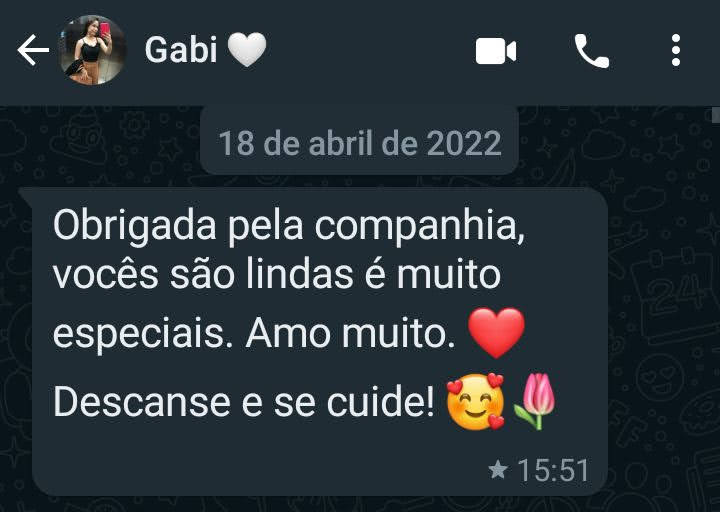 Gabi 🤍
18 de abril de 2022
Obrigada pela companhia,
vocês são lindas é muito
especiais. Amo muito. ❤️
Descanse e se cuide! 🥰🌷
★ 15:51